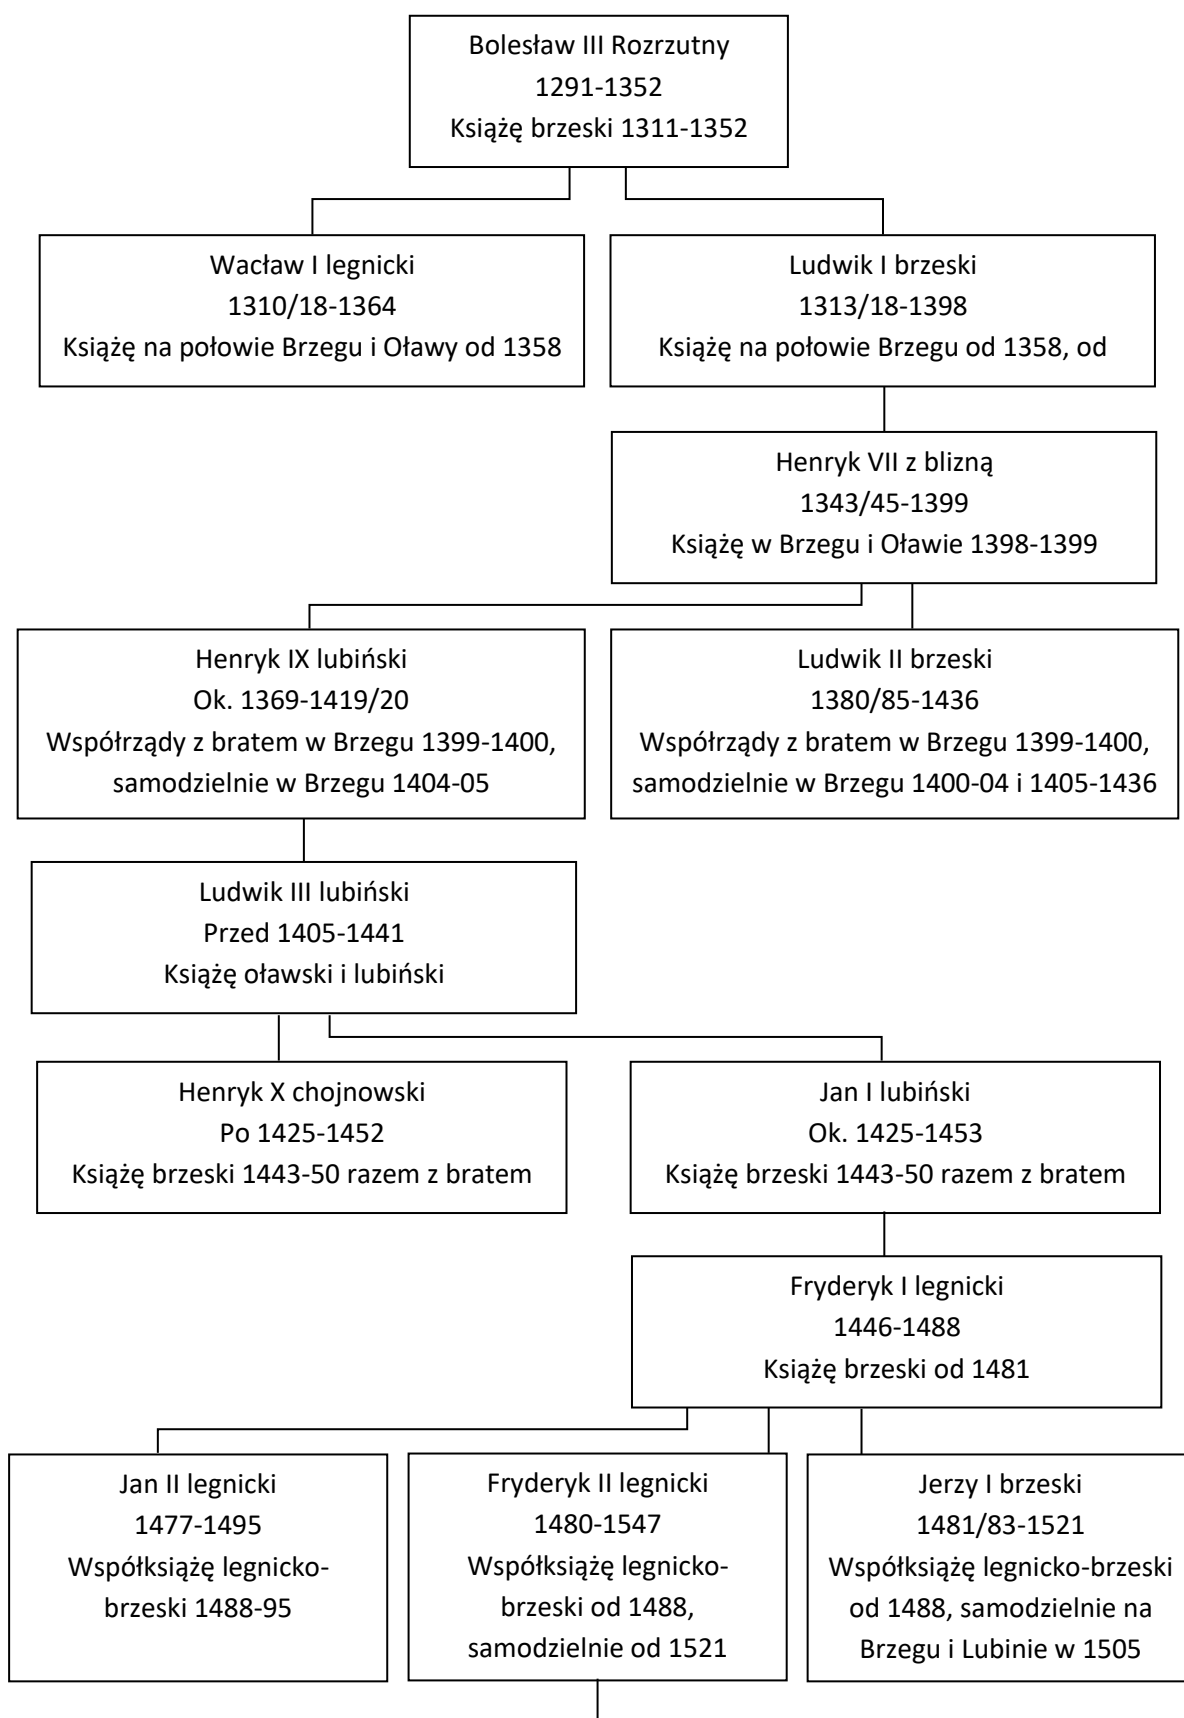 Bolesław III Rozrzutny
1291-1352
Książę brzeski 1311-1352
Wacław I legnicki
1310/18-1364
Książę na połowie Brzegu i Oławy od 1358
Ludwik I brzeski
1313/18-1398
Książę na połowie Brzegu od 1358, od
Henryk VII z blizną
1343/45-1399
Książę w Brzegu i Oławie 1398-1399
Henryk IX lubiński
Ok. 1369-1419/20
Współrządy z bratem w Brzegu 1399-1400,
samodzielnie w Brzegu 1404-05
Ludwik II brzeski
1380/85-1436
Współrządy z bratem w Brzegu 1399-1400,
samodzielnie w Brzegu 1400-04 i 1405-1436
Ludwik III lubiński
Przed 1405-1441
Książę oławski i lubiński
Henryk X chojnowski
Po 1425-1452
Książę brzeski 1443-50 razem z bratem
Jan I lubiński
Ok. 1425-1453
Książę brzeski 1443-50 razem z bratem
Fryderyk I legnicki
1446-1488
Książę brzeski od 1481
Jan II legnicki
1477-1495
Współksiążę legnicko-
brzeski 1488-95
Fryderyk II legnicki
1480-1547
Współksiążę legnicko-
brzeski od 1488,
samodzielnie od 1521
Jerzy I brzeski
1481/83-1521
Współksiążę legnicko-brzeski
od 1488, samodzielnie na
Brzegu i Lubinie w 1505